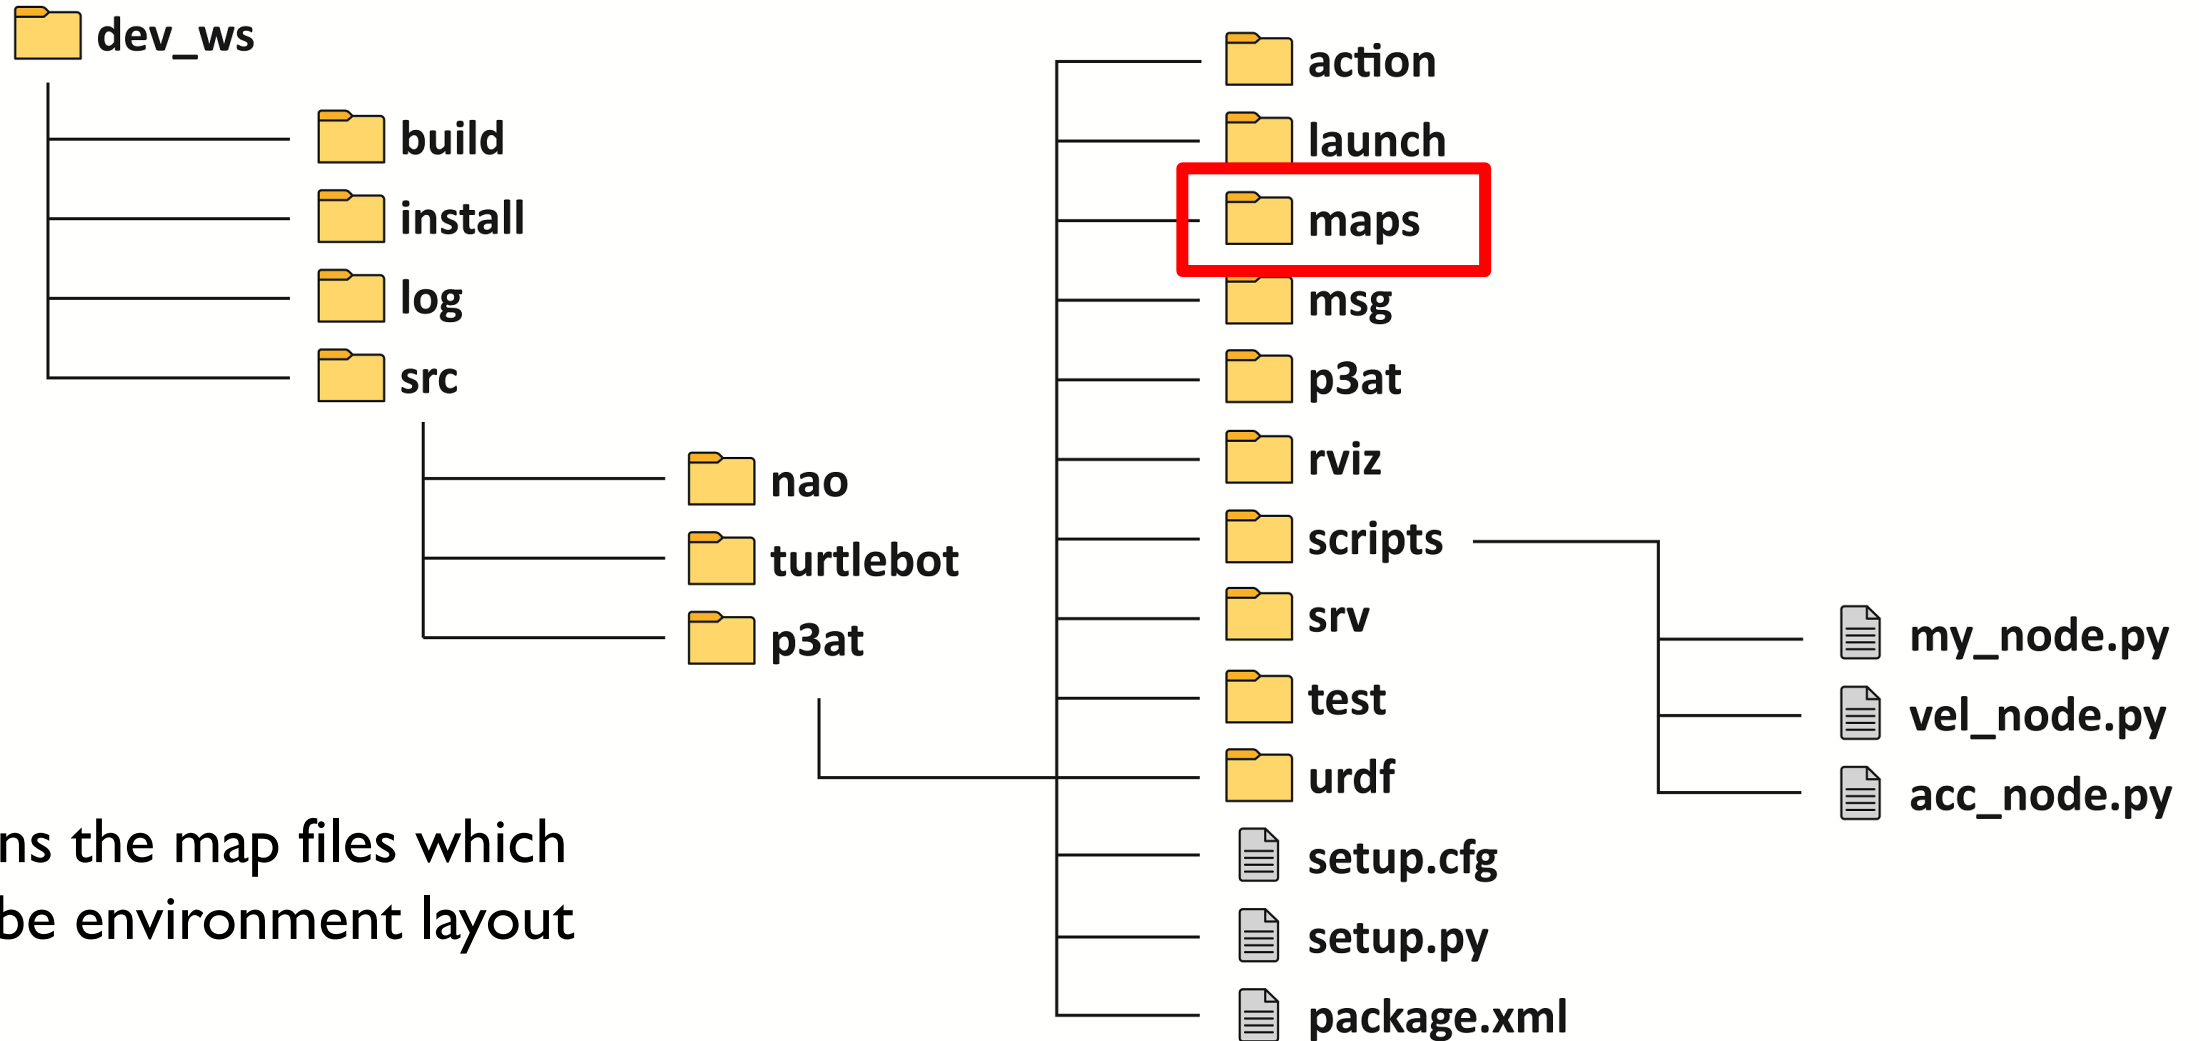 dev_ws
build
install
log
src
nao
turtlebot
p3at
action
launch
maps
msg
p3at
rviz
scripts
srv
test
urdf
setup.cfg
setup.py
package.xml
my_node.py
vel_node.py
acc_node.py
ns the map files which
be environment layout